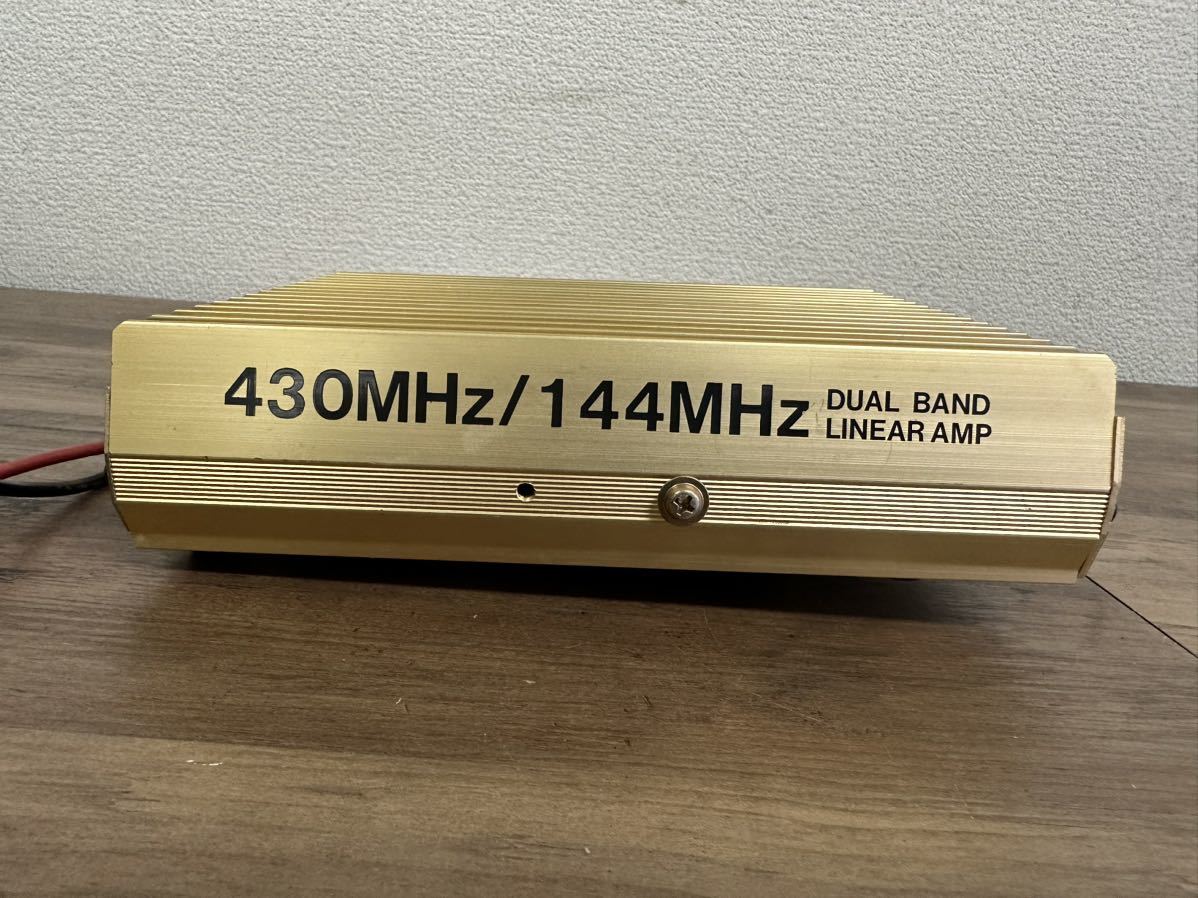 430MHz/144MHz DUAL BAND
LINEAR AMP